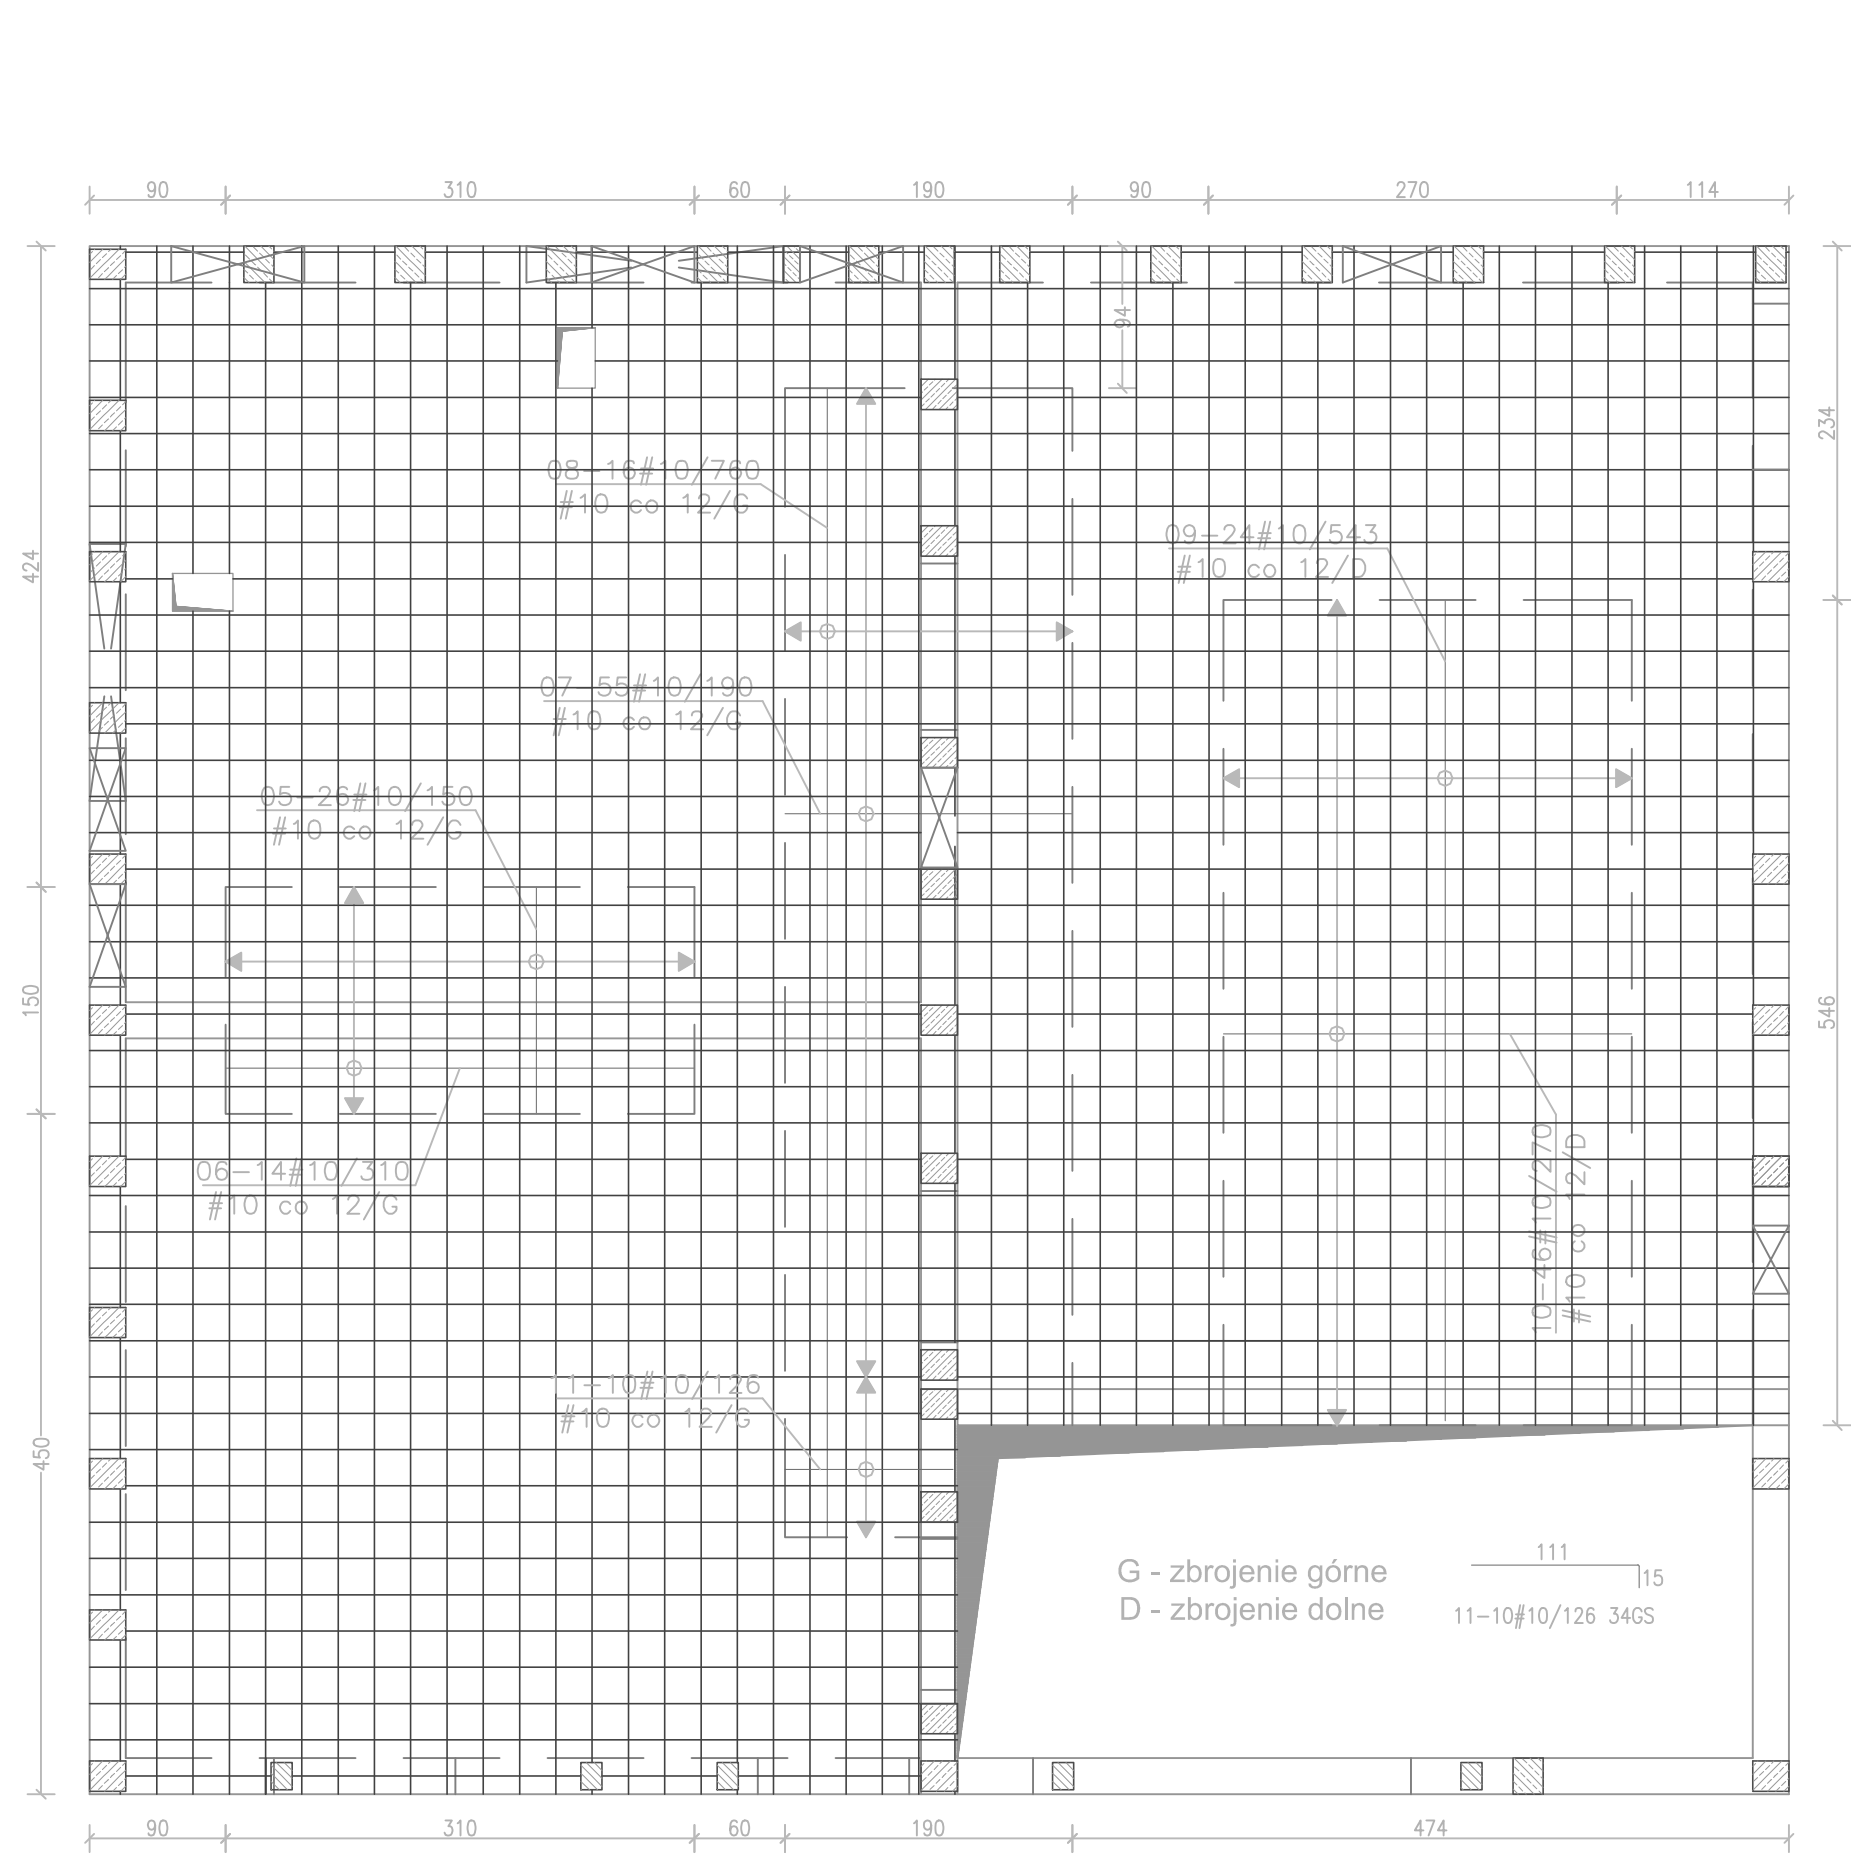 90 310 60 190 90 270 114
94
234
08-16#10/760
#10 co 12/G
09-24#10/543
#10 co 12/D
424
07-55#10/190
#10 co 12/G
05-26#10/150
#10 co 12/G
150
546
06-14#10/310
#10 co 12/G
10-46#10/270
#10 co 12/D
11-10#10/126
#10 co 12/G
450
G - zbrojenie górne
D - zbrojenie dolne
111
15
11-10#10/126 34GS
90 310 60 190 474